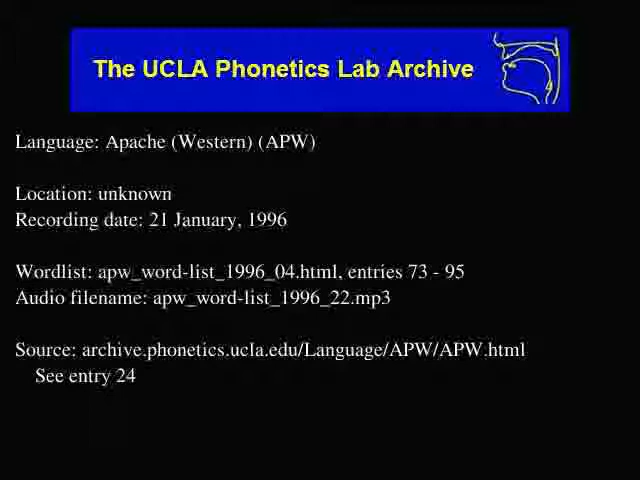 The UCLA Phonetics Lab Archive
Language: Apache (Western) (APW)
Location: unknown
Recording date: 21 January, 1996
Wordlist: apw_word-list_1996_04.html, entries 73 - 95
Audio filename: apw_word-list_1996_22.mp3
Source: archive.phonetics.ucla.edu/Language/APW/APW.html
See entry 24